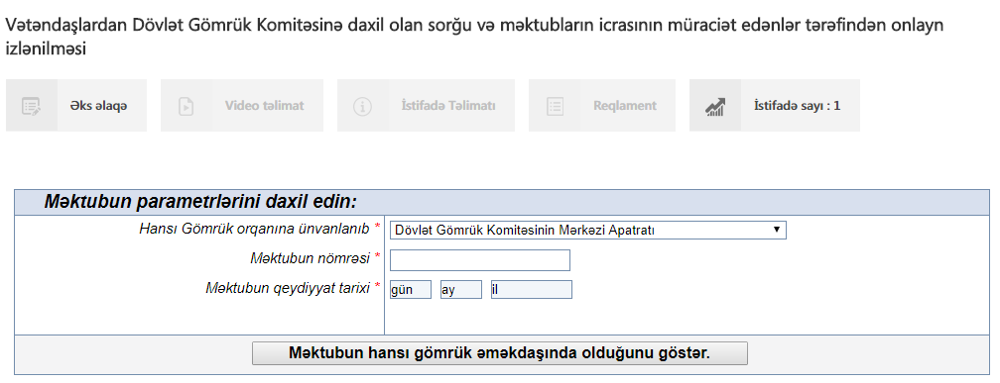 Vətəndaşlardan Dövlət Gömrük Komitəsinə daxil olan sorğu və məktubların icrasının müraciət edənlər tərəfindən onlayn
izlənilməsi
Əks əlaqə Video təlimat İstifadə Təlimatı Reqlament İstifadə sayı : 1
Məktubun parametrlərini daxil edin:
Hansı Gömrük orqanına ünvanlanıb * Dövlət Gömrük Komitəsinin Mərkəzi Apatratı
Məktubun nömrəsi *
Məktubun qeydiyyat tarixi * gün ay il
Məktubun hansı gömrük əməkdaşında olduğunu göstər.